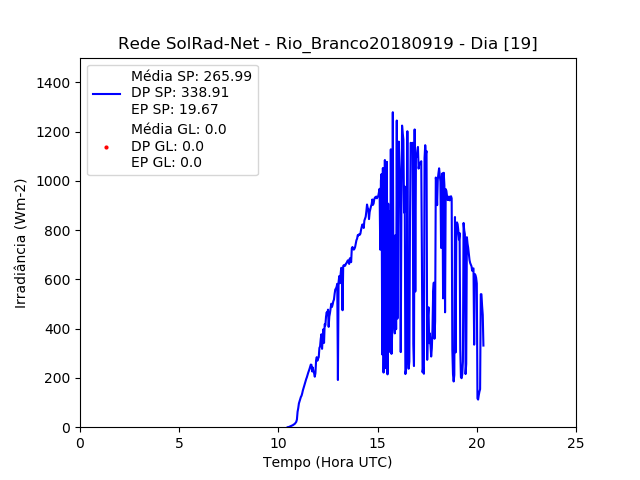 Rede SolRad-Net - Rio_Branco20180919 - Dia [19]
Média SP: 265.99
DP SP: 338.91
EP SP: 19.67
Média GL: 0.0
DP GL: 0.0
EP GL: 0.0
Irradiância (Wm-2)
1400
1200
1000
800
600
400
200
0
0 5 10 15 20 25
Tempo (Hora UTC)